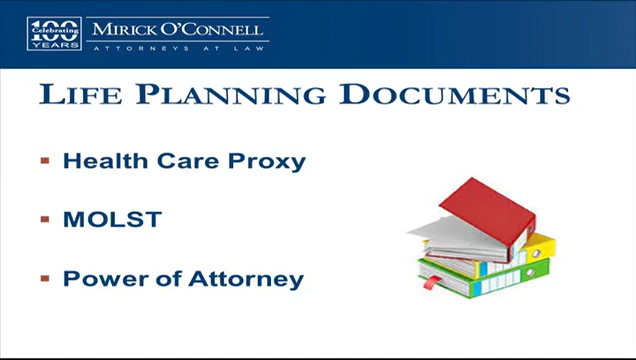 Celebrating
100
YEARS
MIRICK O'CONNELL
ATTORNEYS AT LAW
LIFE PLANNING DOCUMENTS
Health Care Proxy
MOLST
Power of Attorney